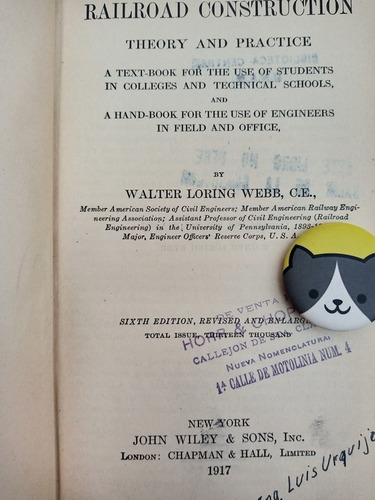 RAILROAD CONSTRUCTION
THEORY AND PRACTICE
A TEXT-BOOK FOR THE USE OF STUDENTS
IN COLLEGES AND TECHNICAL SCHOOLS,
AND
A HAND-BOOK FOR THE USE OF ENGINEERS
IN FIELD AND OFFICE,
BY
WALTER LORING WEBB, C.E.,
Member American Society of Civil Engineers; Member American Railway Engi-
neering Association; Assistant Professor of Civil Engineering (Railroad
Engineering) in the University of Pennsylvania,
Major, Engineer Officers' Reserve Corps, U. S.
SIXTH EDITION, REVISED AND
TOTAL ISSUE, THIRTEEN THOUSAND
DE VENTA
HORR &
CALLEJON DE
NUEVA NOMENCLATURA,
1ª CALLE DE MOTOLINIA NUM. 4
NEW YORK
JOHN WILEY & SONS, INC.
LONDON: CHAPMAN & HALL, LIMITED
1917
Ing. Luis Urquijo